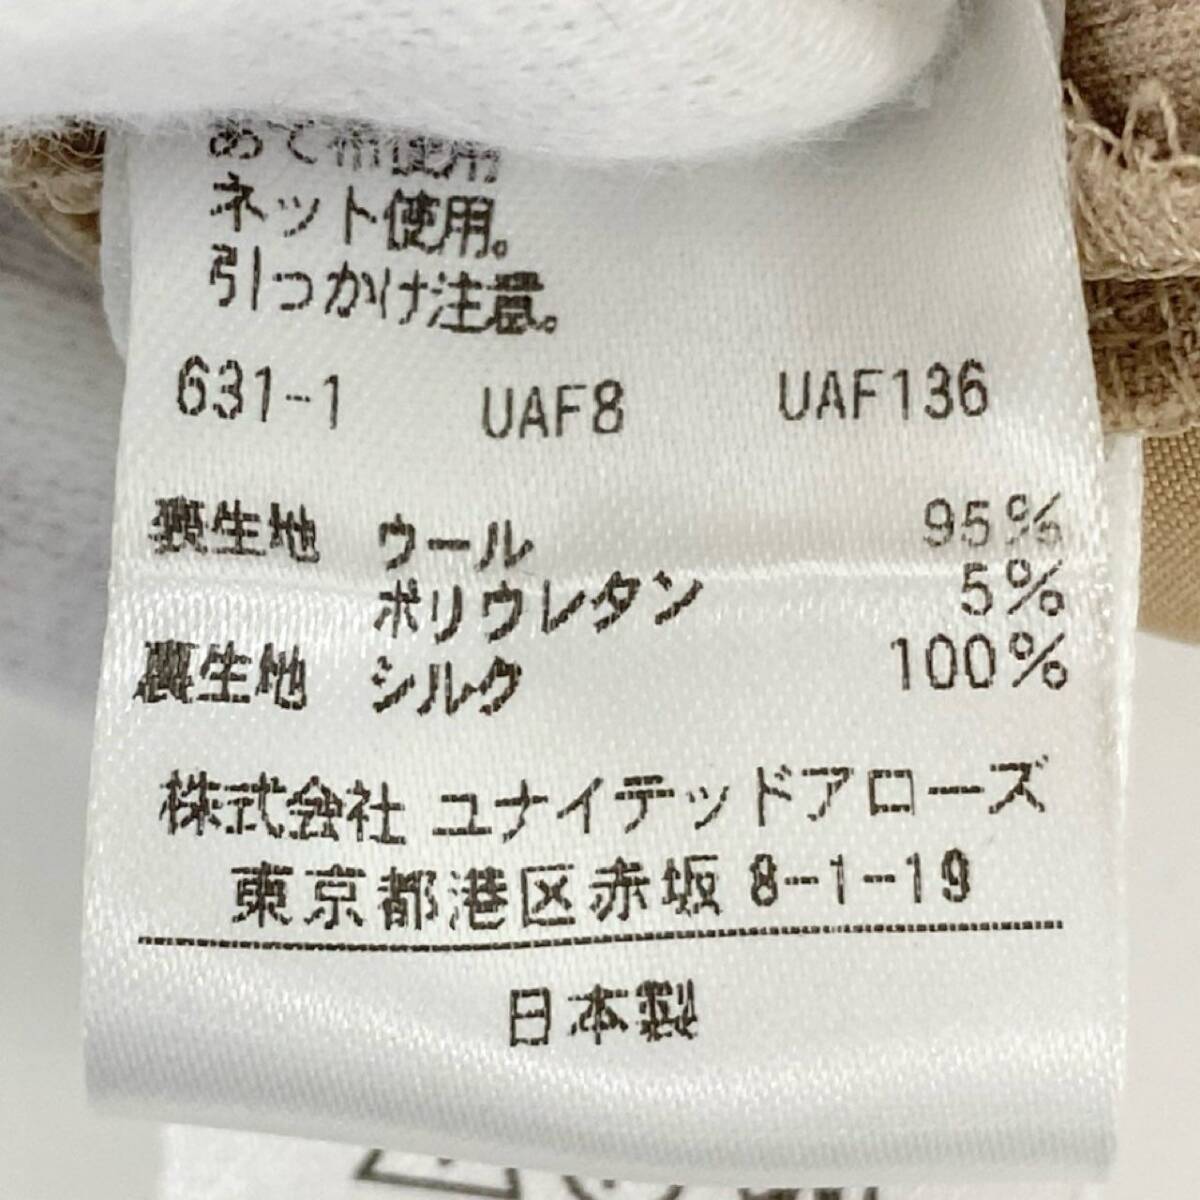 あて布使用
ネット使用。
引っかけ注意。
631-1 UAF8 UAF136
表生地 ウール 95%
ポリウレタン 5%
裏生地 シルク 100%
株式会社 ユナイテッドアローズ
東京都港区赤坂 8-1-19
日本製